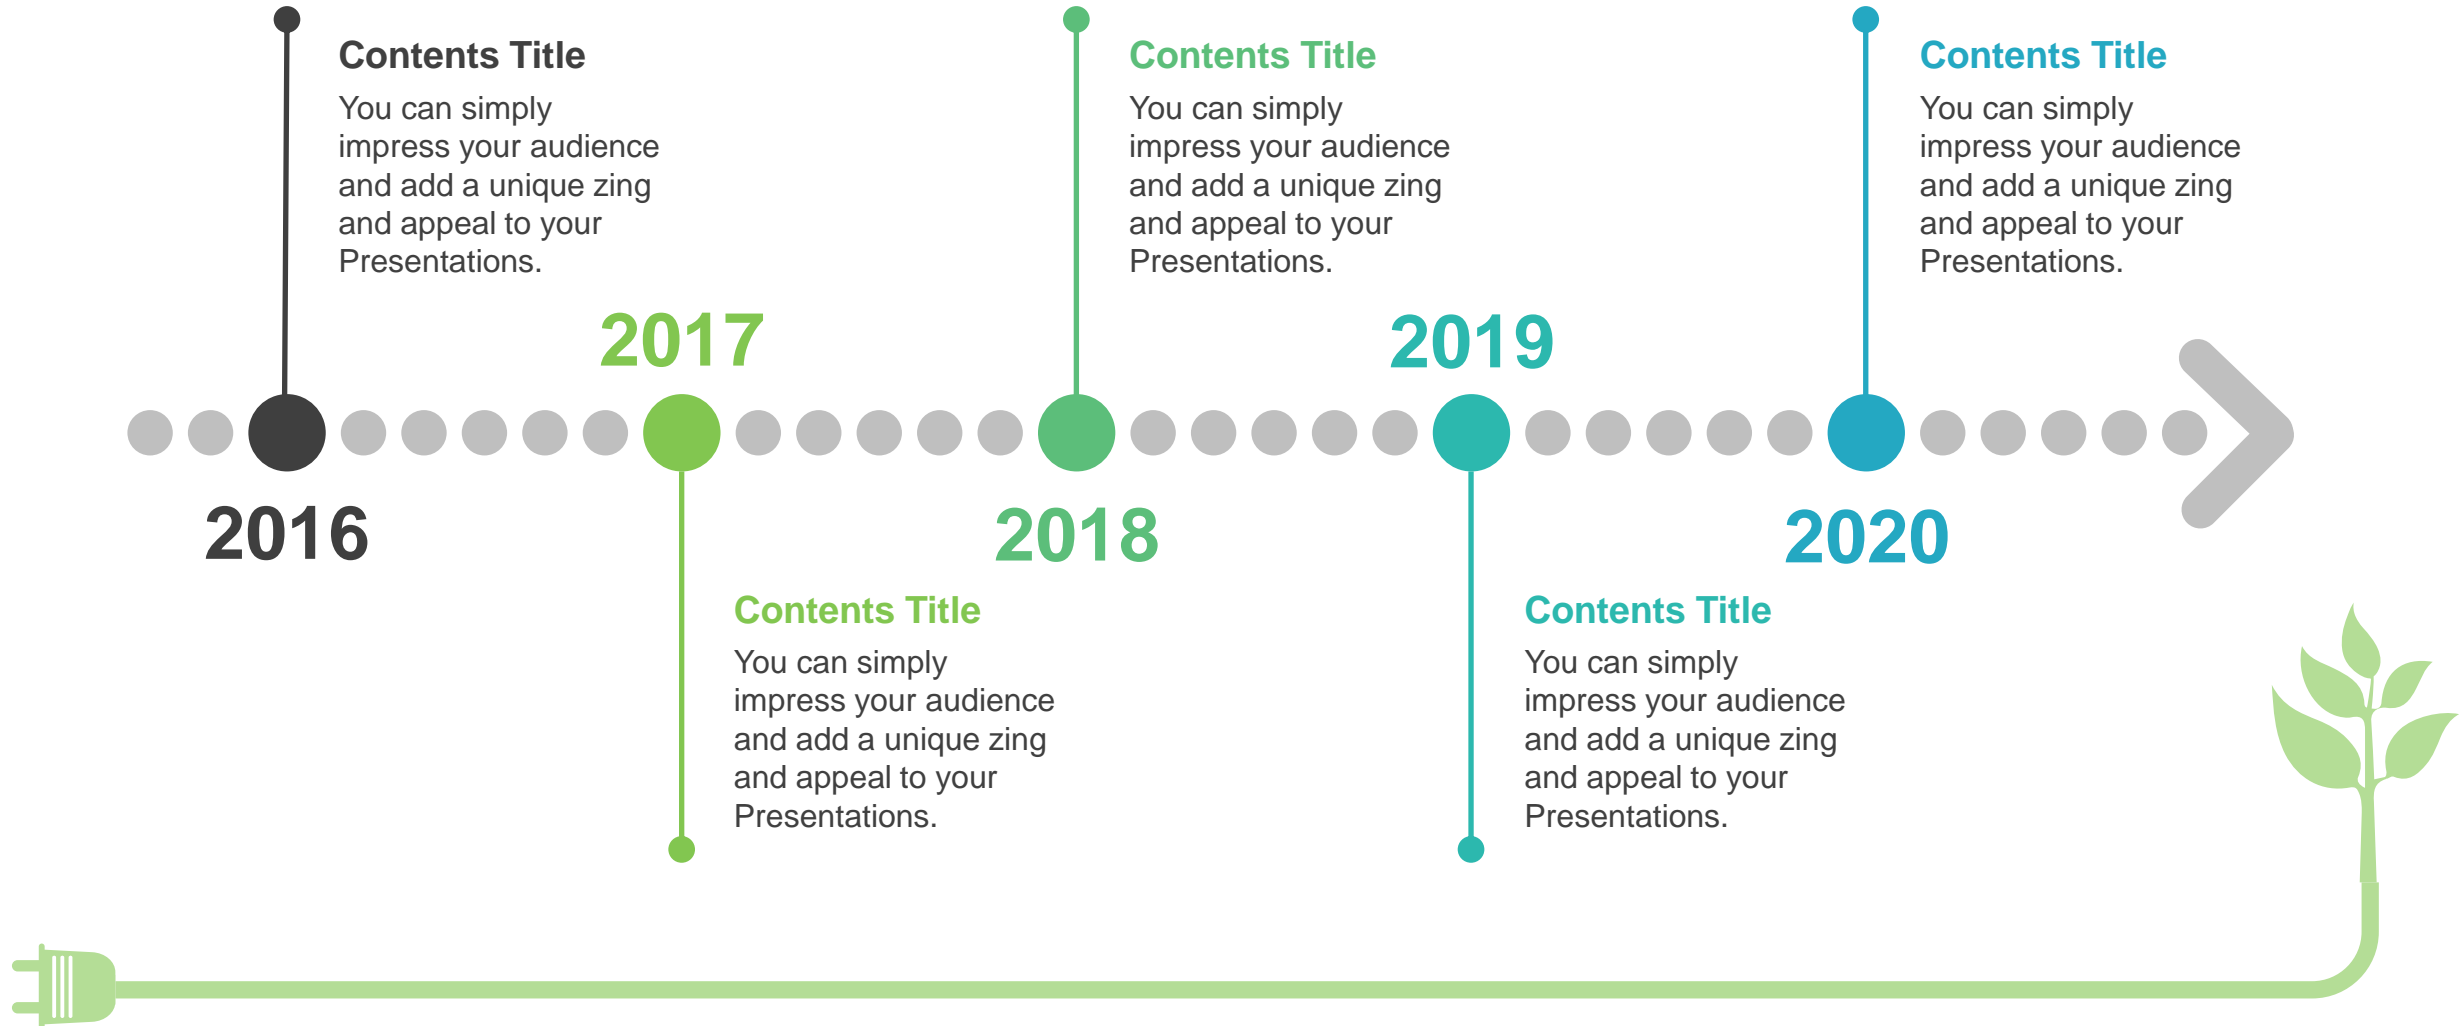 Contents Title
You can simply
impress your audience
and add a unique zing
and appeal to your
Presentations.
Contents Title
You can simply
impress your audience
and add a unique zing
and appeal to your
Presentations.
Contents Title
You can simply
impress your audience
and add a unique zing
and appeal to your
Presentations.
2017
2019
2016
2018
2020
Contents Title
You can simply
impress your audience
and add a unique zing
and appeal to your
Presentations.
Contents Title
You can simply
impress your audience
and add a unique zing
and appeal to your
Presentations.